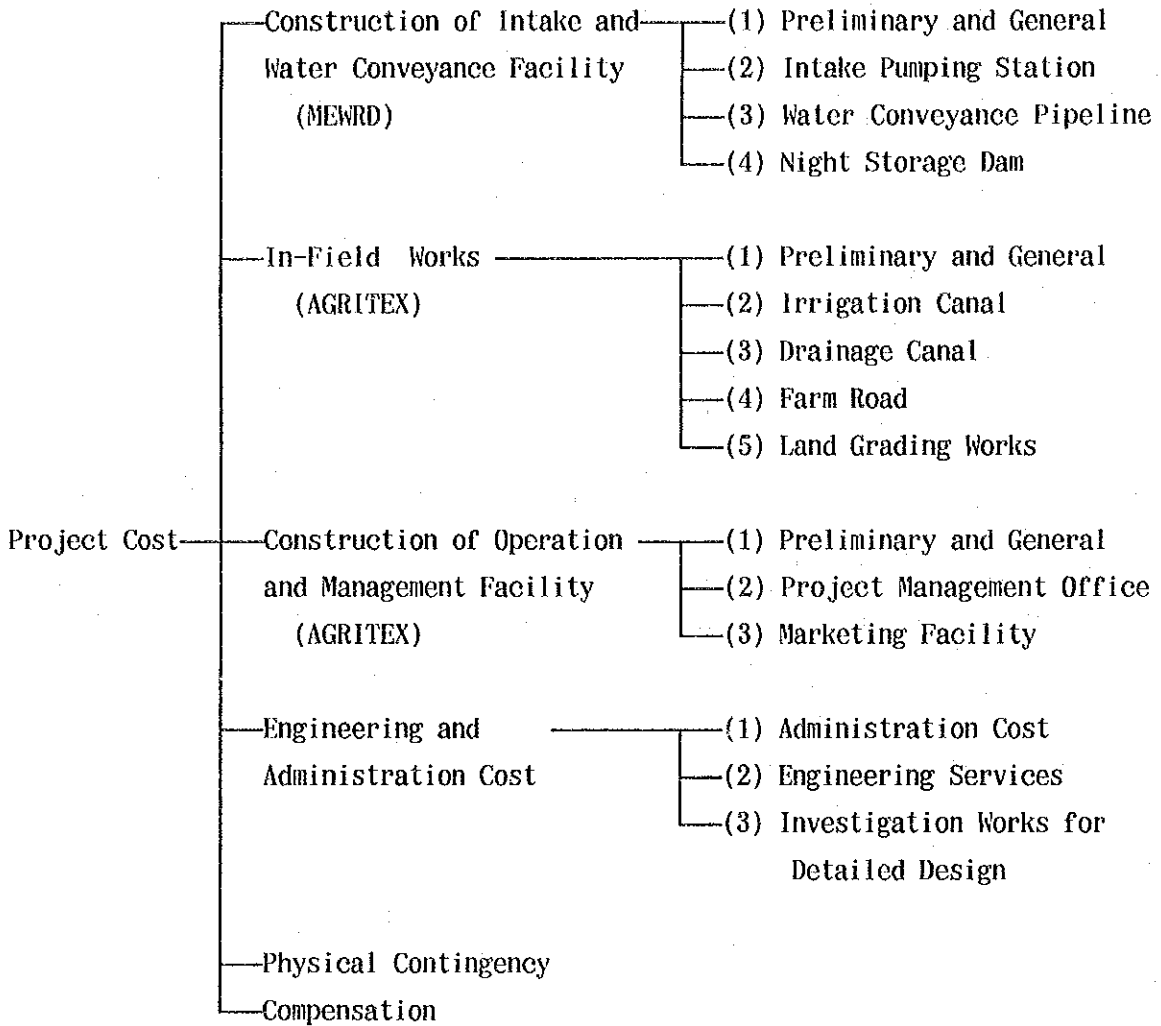 Construction of Intake and (1) Preliminary and General
Water Conveyance Facility (2) Intake Pumping Station
(MEWRD) (3) Water Conveyance Pipeline
(4) Night Storage Dam
In-Field Works (1) Preliminary and General
(AGRITEX) (2) Irrigation Canal
(3) Drainage Canal
(4) Farm Road
(5) Land Grading Works
Project Cost Construction of Operation (1) Preliminary and General
and Management Facility (2) Project Management Office
(AGRITEX) (3) Marketing Facility
Engineering and (1) Administration Cost
Administration Cost (2) Engineering Services
(3) Investigation Works for
Detailed Design
Physical Contingency
Compensation